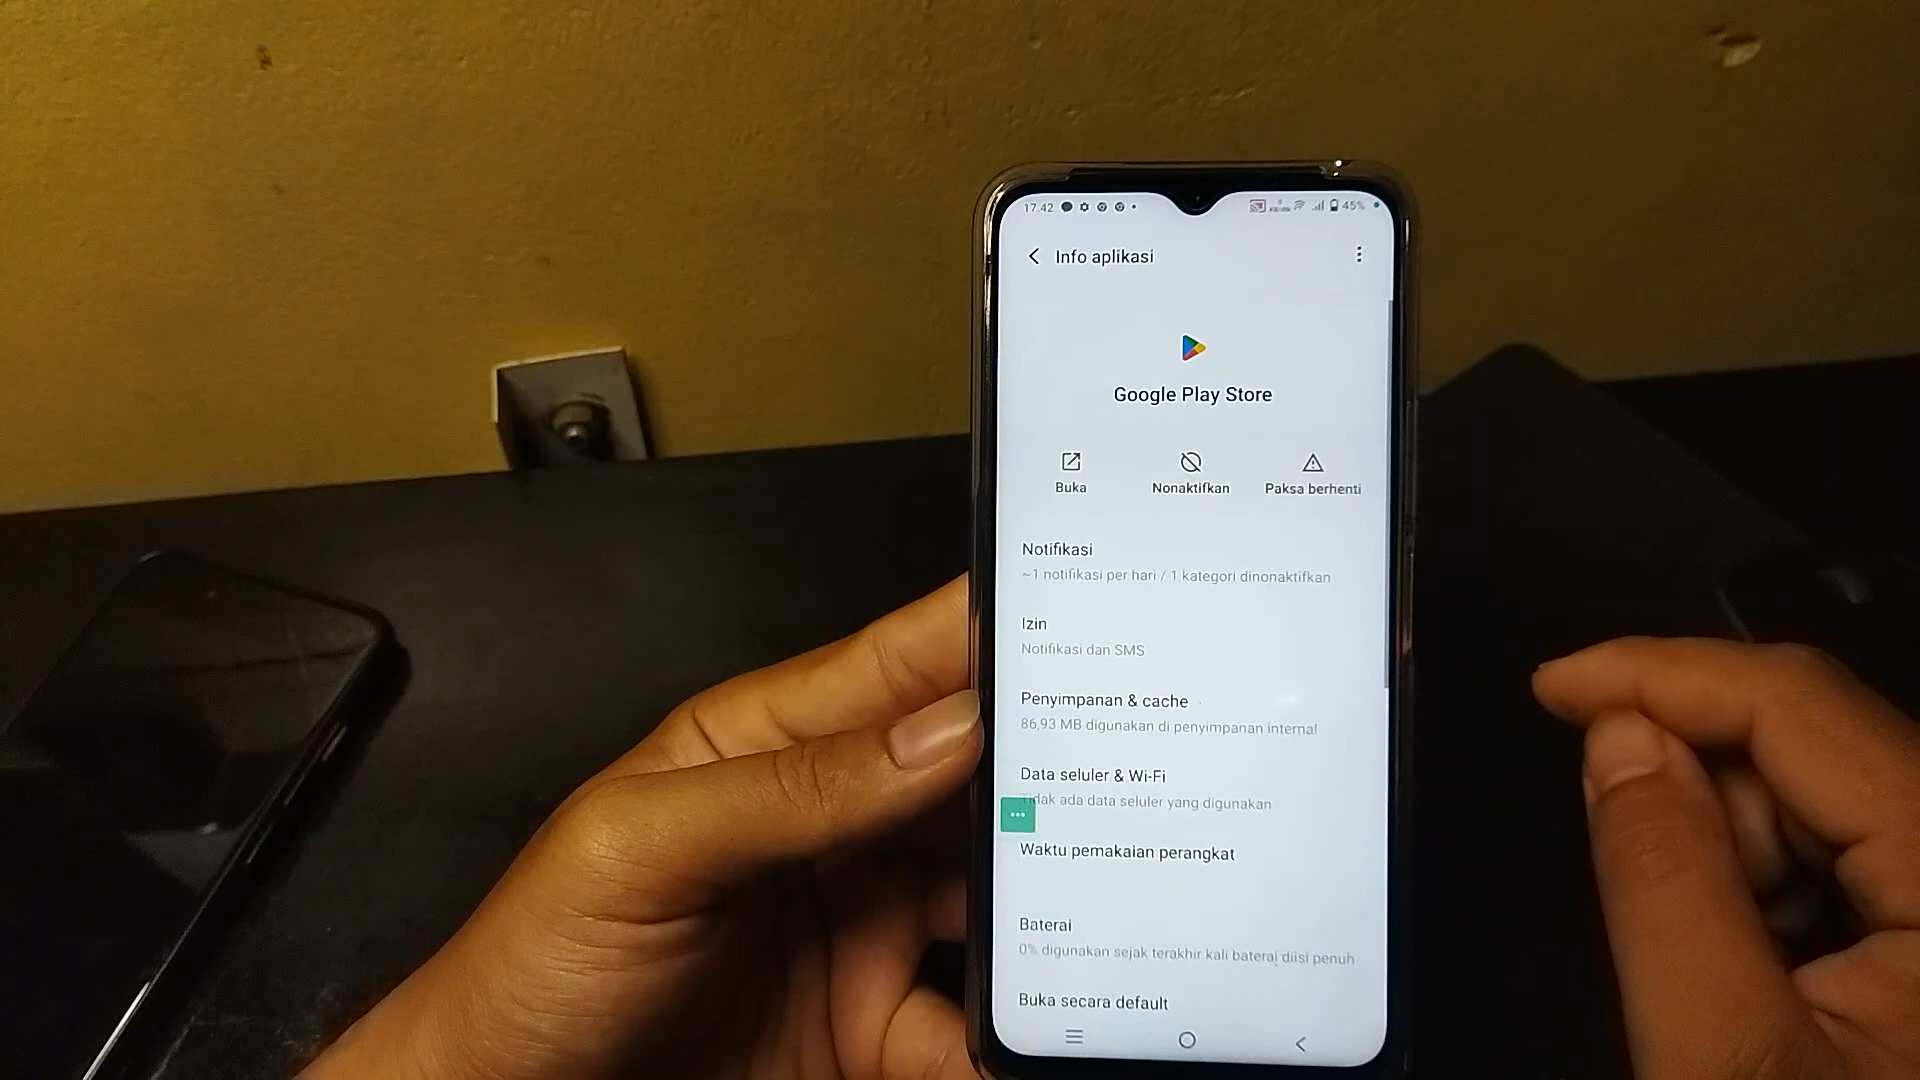 17.42
45%
Info aplikasi
Google Play Store
Buka
Nonaktifkan
Paksa berhenti
Notifikasi
~1 notifikasi per hari / 1 kategori dinonaktifkan
Izin
Notifikasi dan SMS
Penyimpanan & cache
86,93 MB digunakan di penyimpanan internal
Data seluler & Wi-Fi
Tidak ada data seluler yang digunakan
Waktu pemakaian perangkat
Baterai
0% digunakan sejak terakhir kali baterai diisi penuh
Buka secara default